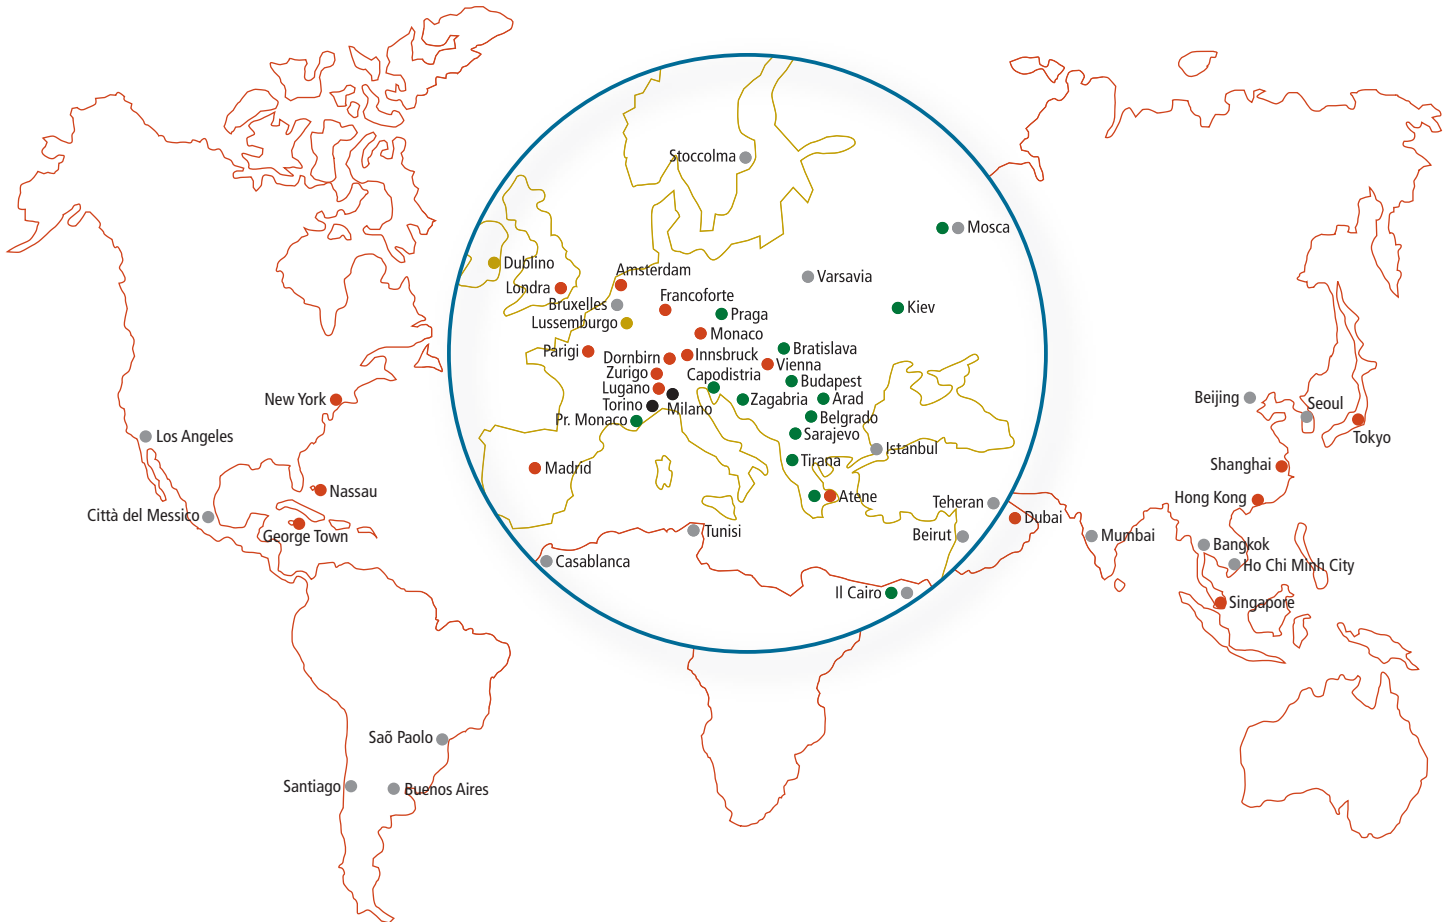 Stoccolma
Mosca
Dublino
Amsterdam
Varsavia
Londra
Bruxelles
Francoforte
Kiev
Praga
Lussemburgo
Monaco
Parigi
Dornbirn
Innsbruck
Bratislava
Vienna
Zurigo
Capodistria
Budapest
Lugano
Torino
Milano
Zagabria
Arad
Pr. Monaco
Belgrado
Sarajevo
Istanbul
Tirana
Madrid
Atene
Teheran
Dubai
Tunisi
Beirut
Casablanca
Il Cairo
New York
Los Angeles
Nassau
Città del Messico
George Town
Saõ Paolo
Santiago
Buenos Aires
Beijing
Seoul
Tokyo
Shanghai
Hong Kong
Mumbai
Bangkok
Ho Chi Minh City
Singapore